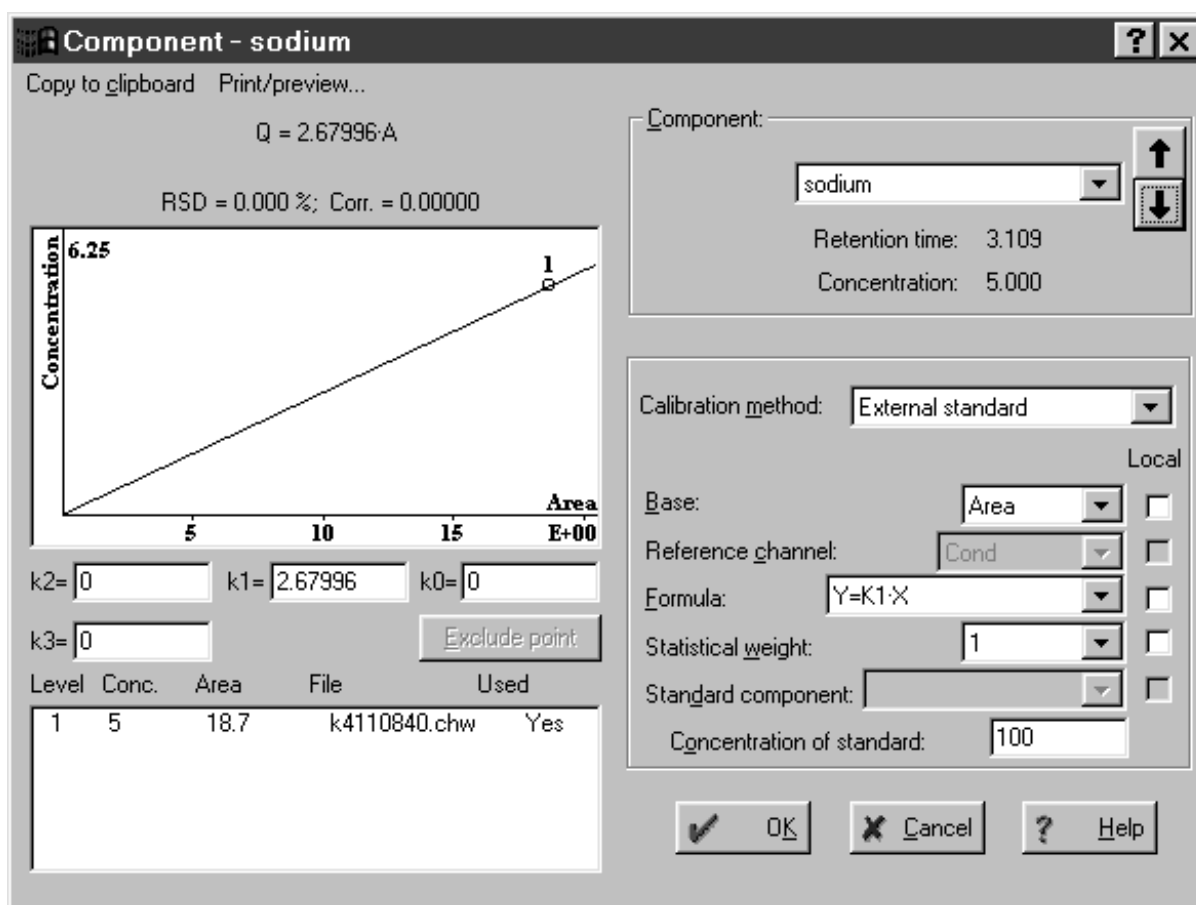 Component - sodium
Copy to clipboard Print/preview...
Q = 2.67996·A
RSD = 0.000 %; Corr. = 0.00000
Concentration
6.25
1
Area
5 10 15 E+00
k2= 0 k1= 2.67996 k0= 0
k3= 0 Exclude point
Level Conc. Area File Used
1 5 18.7 k4110840.chw Yes
Component:
sodium
Retention time: 3.109
Concentration: 5.000
Calibration method: External standard
Local
Base: Area
Reference channel: Cond
Formula: Y=K1·X
Statistical weight: 1
Standard component:
Concentration of standard: 100
OK Cancel ? Help